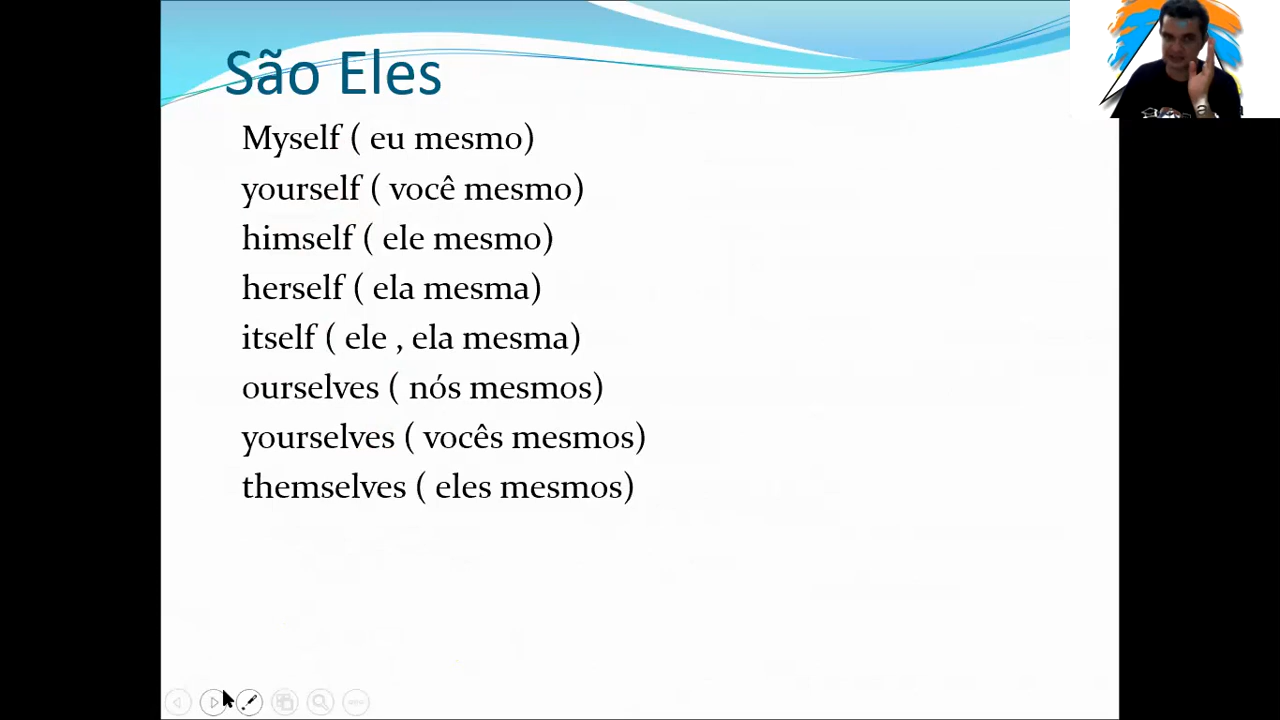 São Eles
Myself ( eu mesmo)
yourself ( você mesmo)
himself ( ele mesmo)
herself ( ela mesma)
itself ( ele , ela mesma)
ourselves ( nós mesmos)
yourselves ( vocês mesmos)
themselves ( eles mesmos)